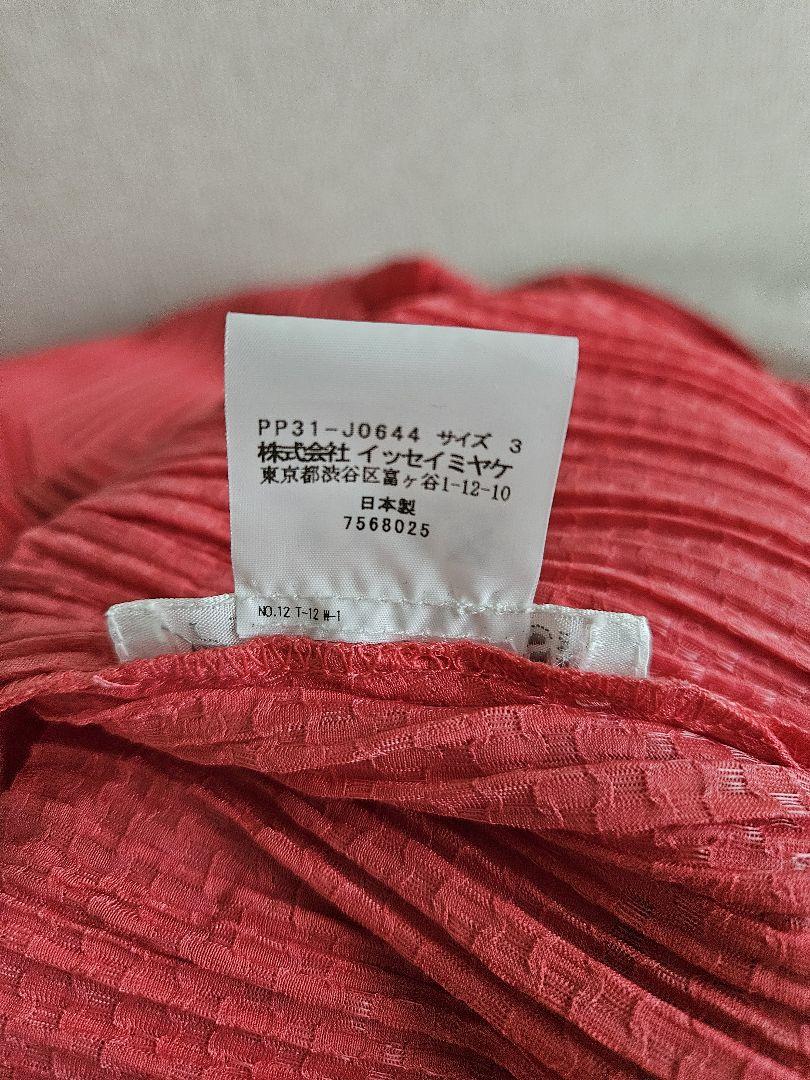 PP31-J0644 サイズ 3
株式会社 イッセイミヤケ
東京都渋谷区富ヶ谷1-12-10
日本製
7568025
NO.12 T-12 W-1